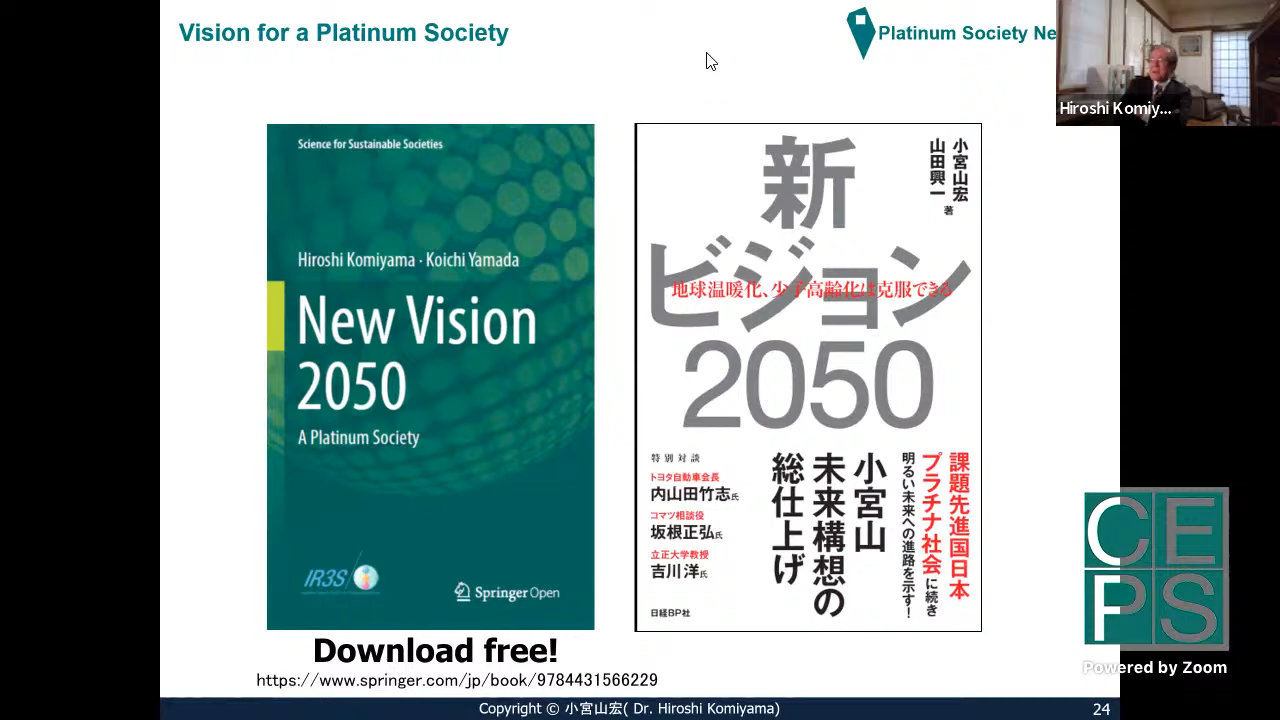 Vision for a Platinum Society
Platinum Society Ne
Hiroshi Komiy...
Science for Sustainable Societies
Hiroshi Komiyama · Koichi Yamada
New Vision
2050
A Platinum Society
IR3S
Springer Open
小宮山宏
山田興一
著
新
ビジョン
地球温暖化、少子高齢化は克服できる
2050
課題先進国日本
プラチナ社会に続き
明るい未来への進路を示す!
小宮山
未来構想の
総仕上げ
特別対談
トヨタ自動車会長
内山田竹志氏
コマツ相談役
坂根正弘氏
立正大学教授
吉川洋氏
日経BP社
Download free!
https://www.springer.com/jp/book/9784431566229
CE
PS
Powered by Zoom
Copyright © 小宮山宏( Dr. Hiroshi Komiyama)
24